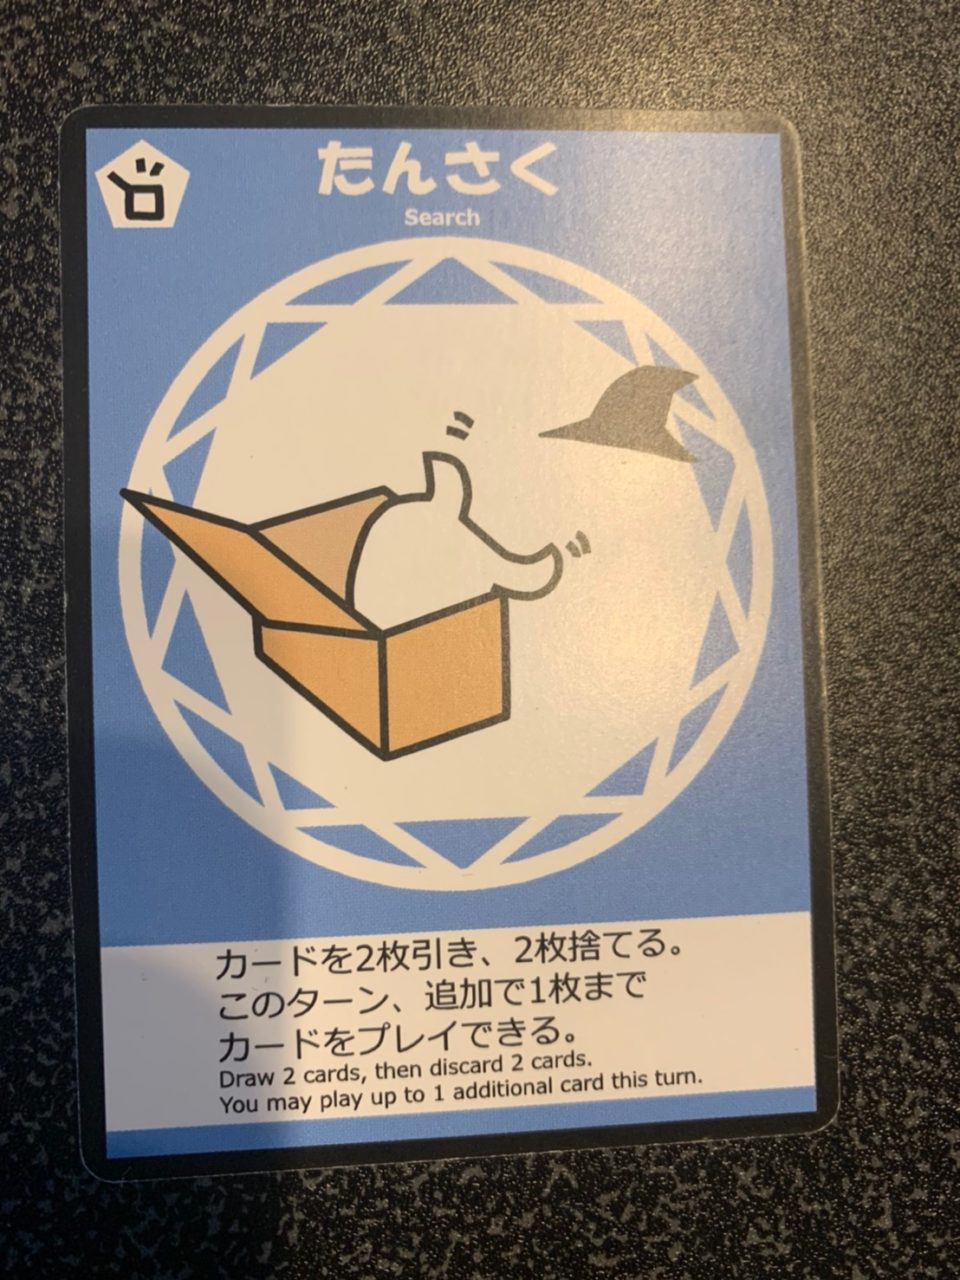 たんさく
Search
カードを2枚引き、2枚捨てる。
このターン、追加で1枚まで
カードをプレイできる。
Draw 2 cards, then discard 2 cards.
You may play up to 1 additional card this turn.